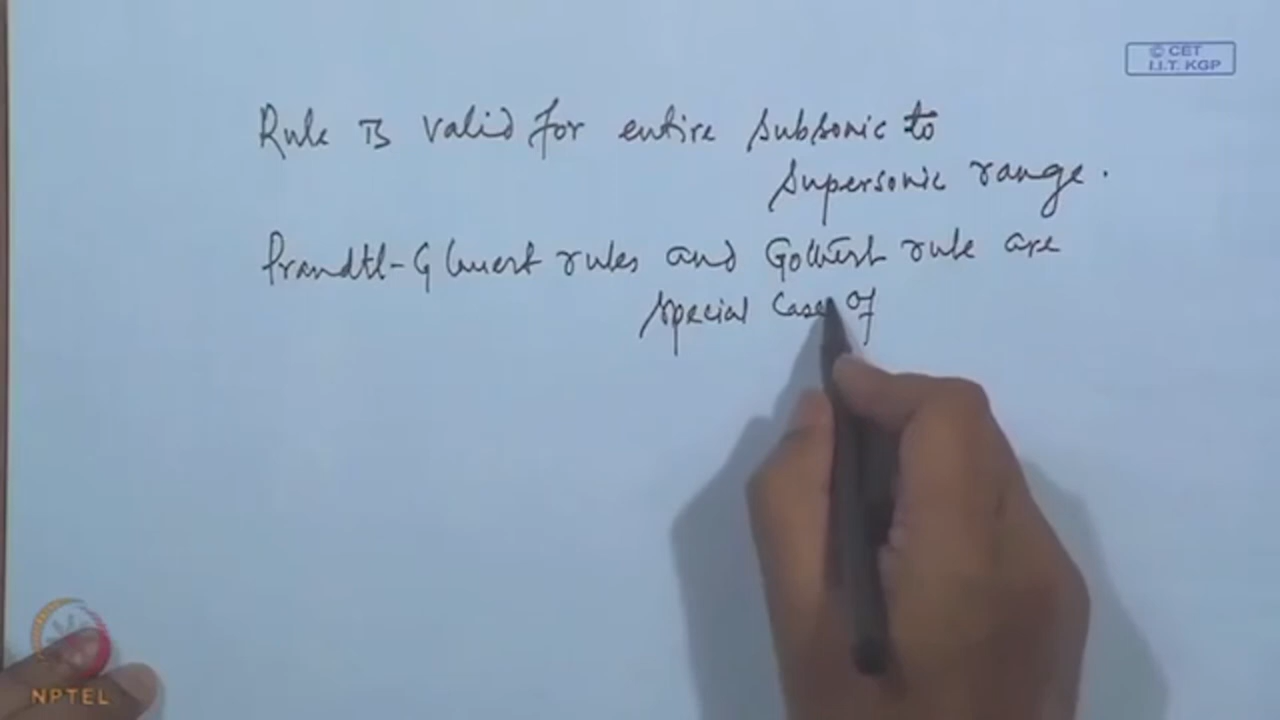 © CET
I.I.T. KGP
Rule is valid for entire subsonic to
supersonic range.
Prandtl-Glauert rules and Gothert rule are
special case of
NPTEL